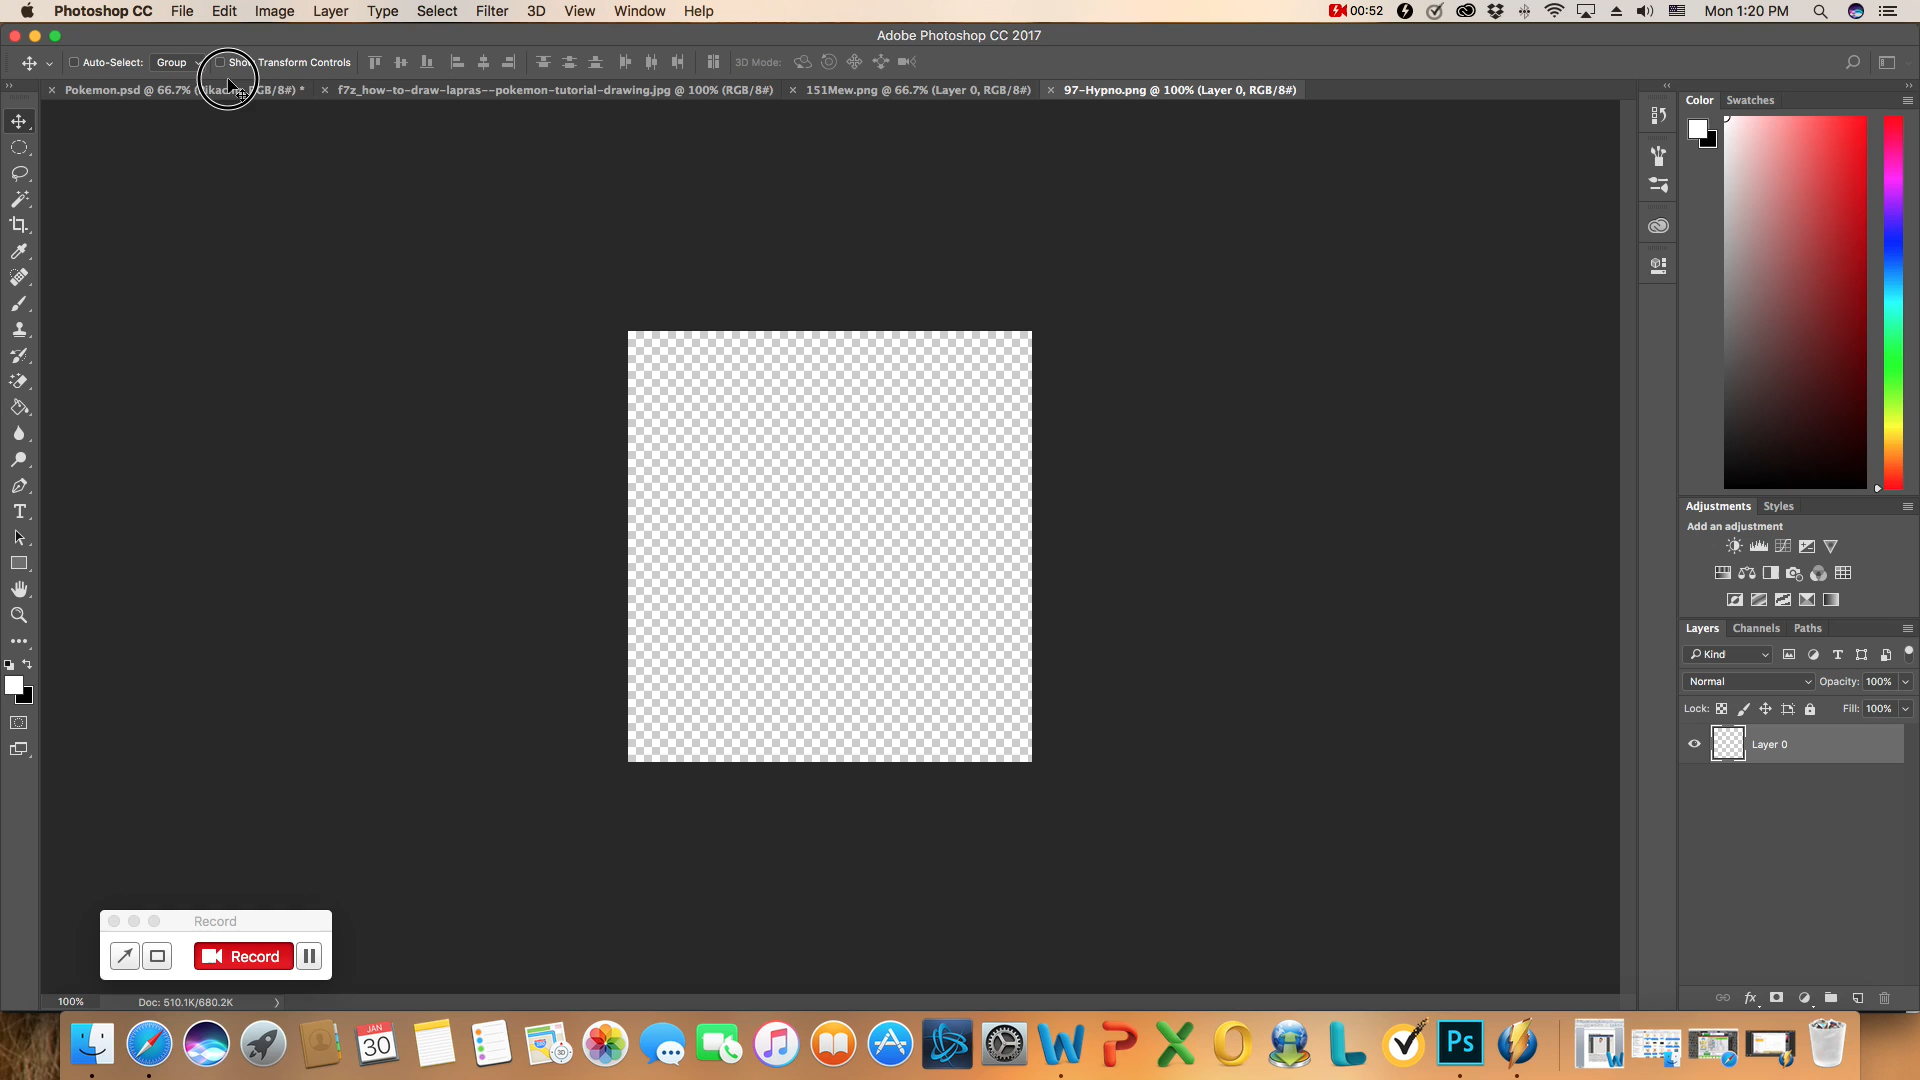 Photoshop CC File Edit Image Layer Type Select Filter 3D View Window Help 00:52 Mon 1:20 PM
Adobe Photoshop CC 2017
Auto-Select: Group Show Transform Controls 3D Mode:
Pokemon.psd @ 66.7% RGB/8#) * f7z_how-to-draw-lapras--pokemon-tutorial-drawing.jpg @ 100% (RGB/8#) 151Mew.png @ 66.7% (Layer 0, RGB/8#) 97-Hypno.png @ 100% (Layer 0, RGB/8#)
Color Swatches
Adjustments Styles
Add an adjustment
Layers Channels Paths
Kind
Normal Opacity: 100%
Lock: Fill: 100%
Layer 0
Record
Record
100% Doc: 510.1K/680.2K
JAN
30
3D
Ps